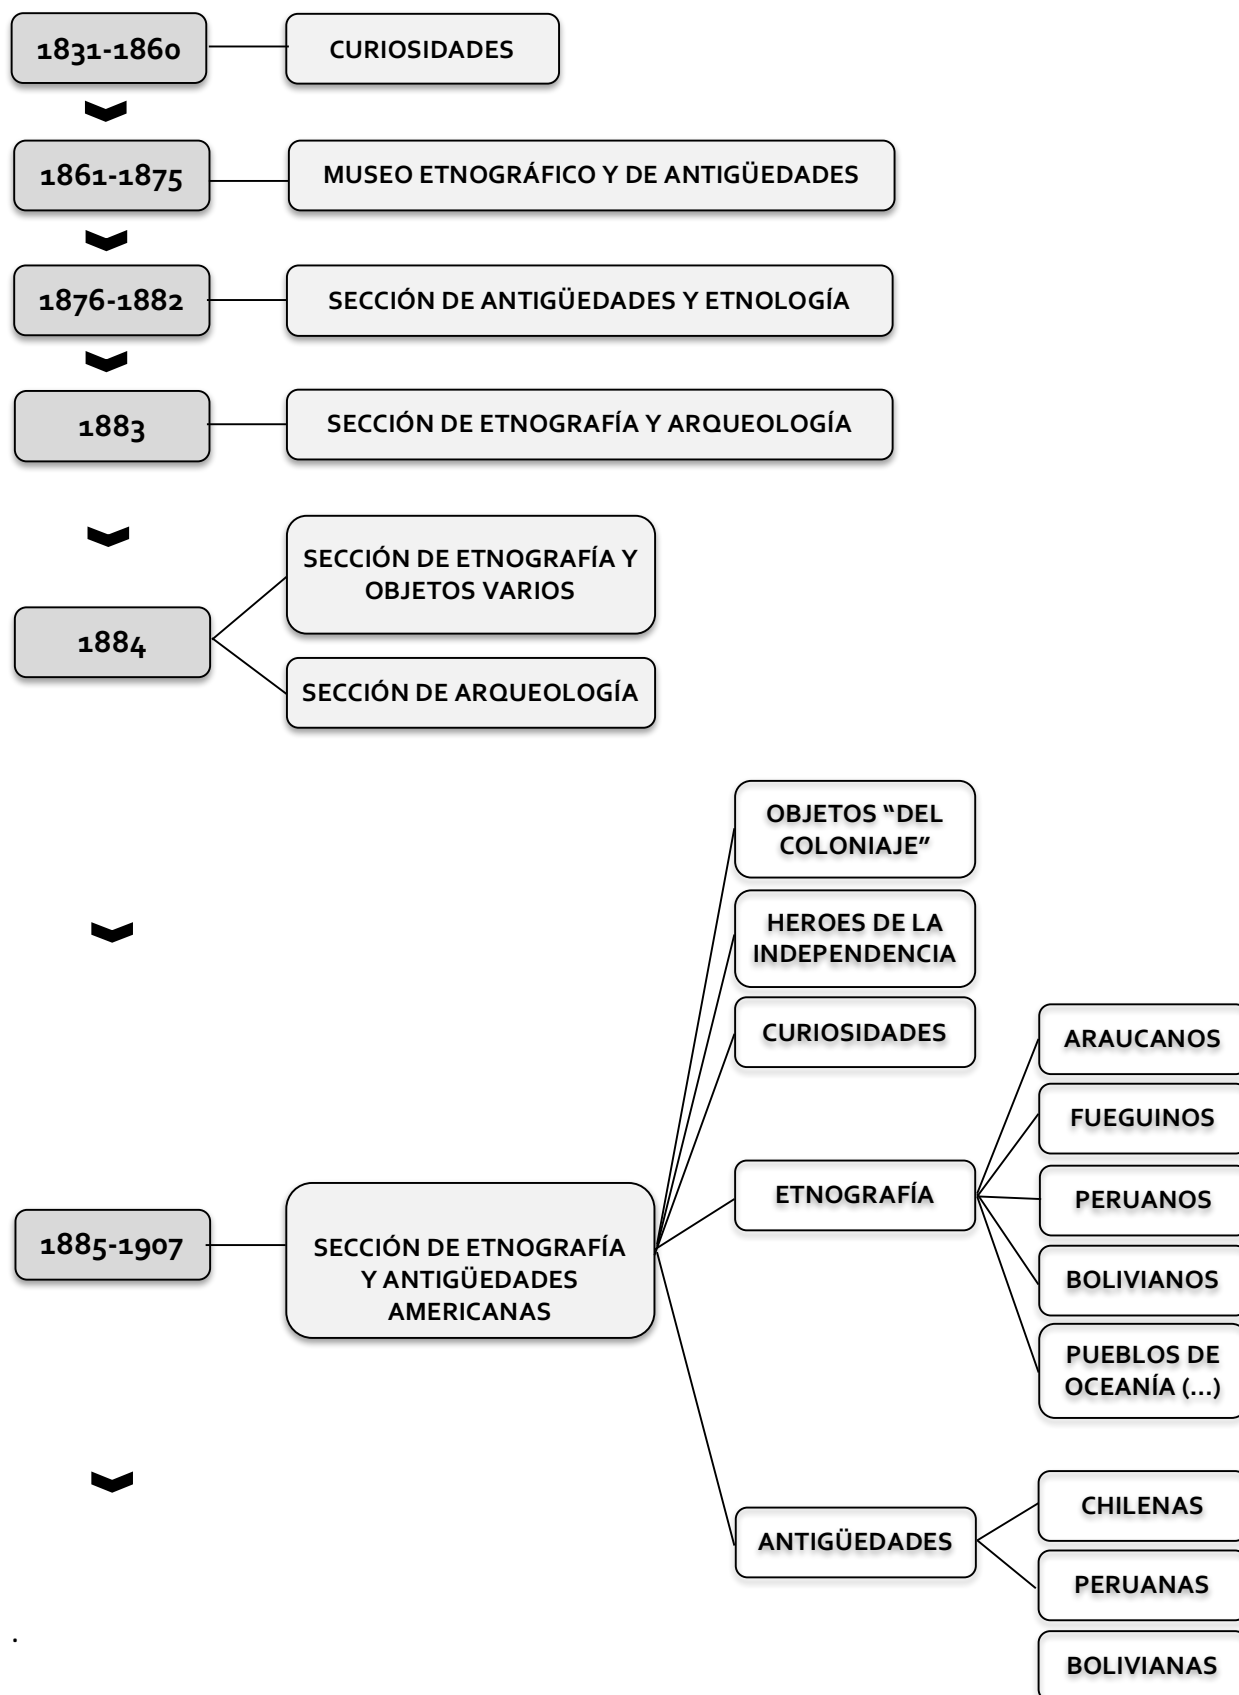 1831-1860
CURIOSIDADES
1861-1875
MUSEO ETNOGRÁFICO Y DE ANTIGÜEDADES
1876-1882
SECCIÓN DE ANTIGÜEDADES Y ETNOLOGÍA
1883
SECCIÓN DE ETNOGRAFÍA Y ARQUEOLOGÍA
1884
SECCIÓN DE ETNOGRAFÍA Y
OBJETOS VARIOS
SECCIÓN DE ARQUEOLOGÍA
1885-1907
SECCIÓN DE ETNOGRAFÍA
Y ANTIGÜEDADES
AMERICANAS
OBJETOS “DEL
COLONIAJE”
HEROES DE LA
INDEPENDENCIA
CURIOSIDADES
ETNOGRAFÍA
ARAUCANOS
FUEGUINOS
PERUANOS
BOLIVIANOS
PUEBLOS DE
OCEANÍA (...)
ANTIGÜEDADES
CHILENAS
PERUANAS
BOLIVIANAS
.